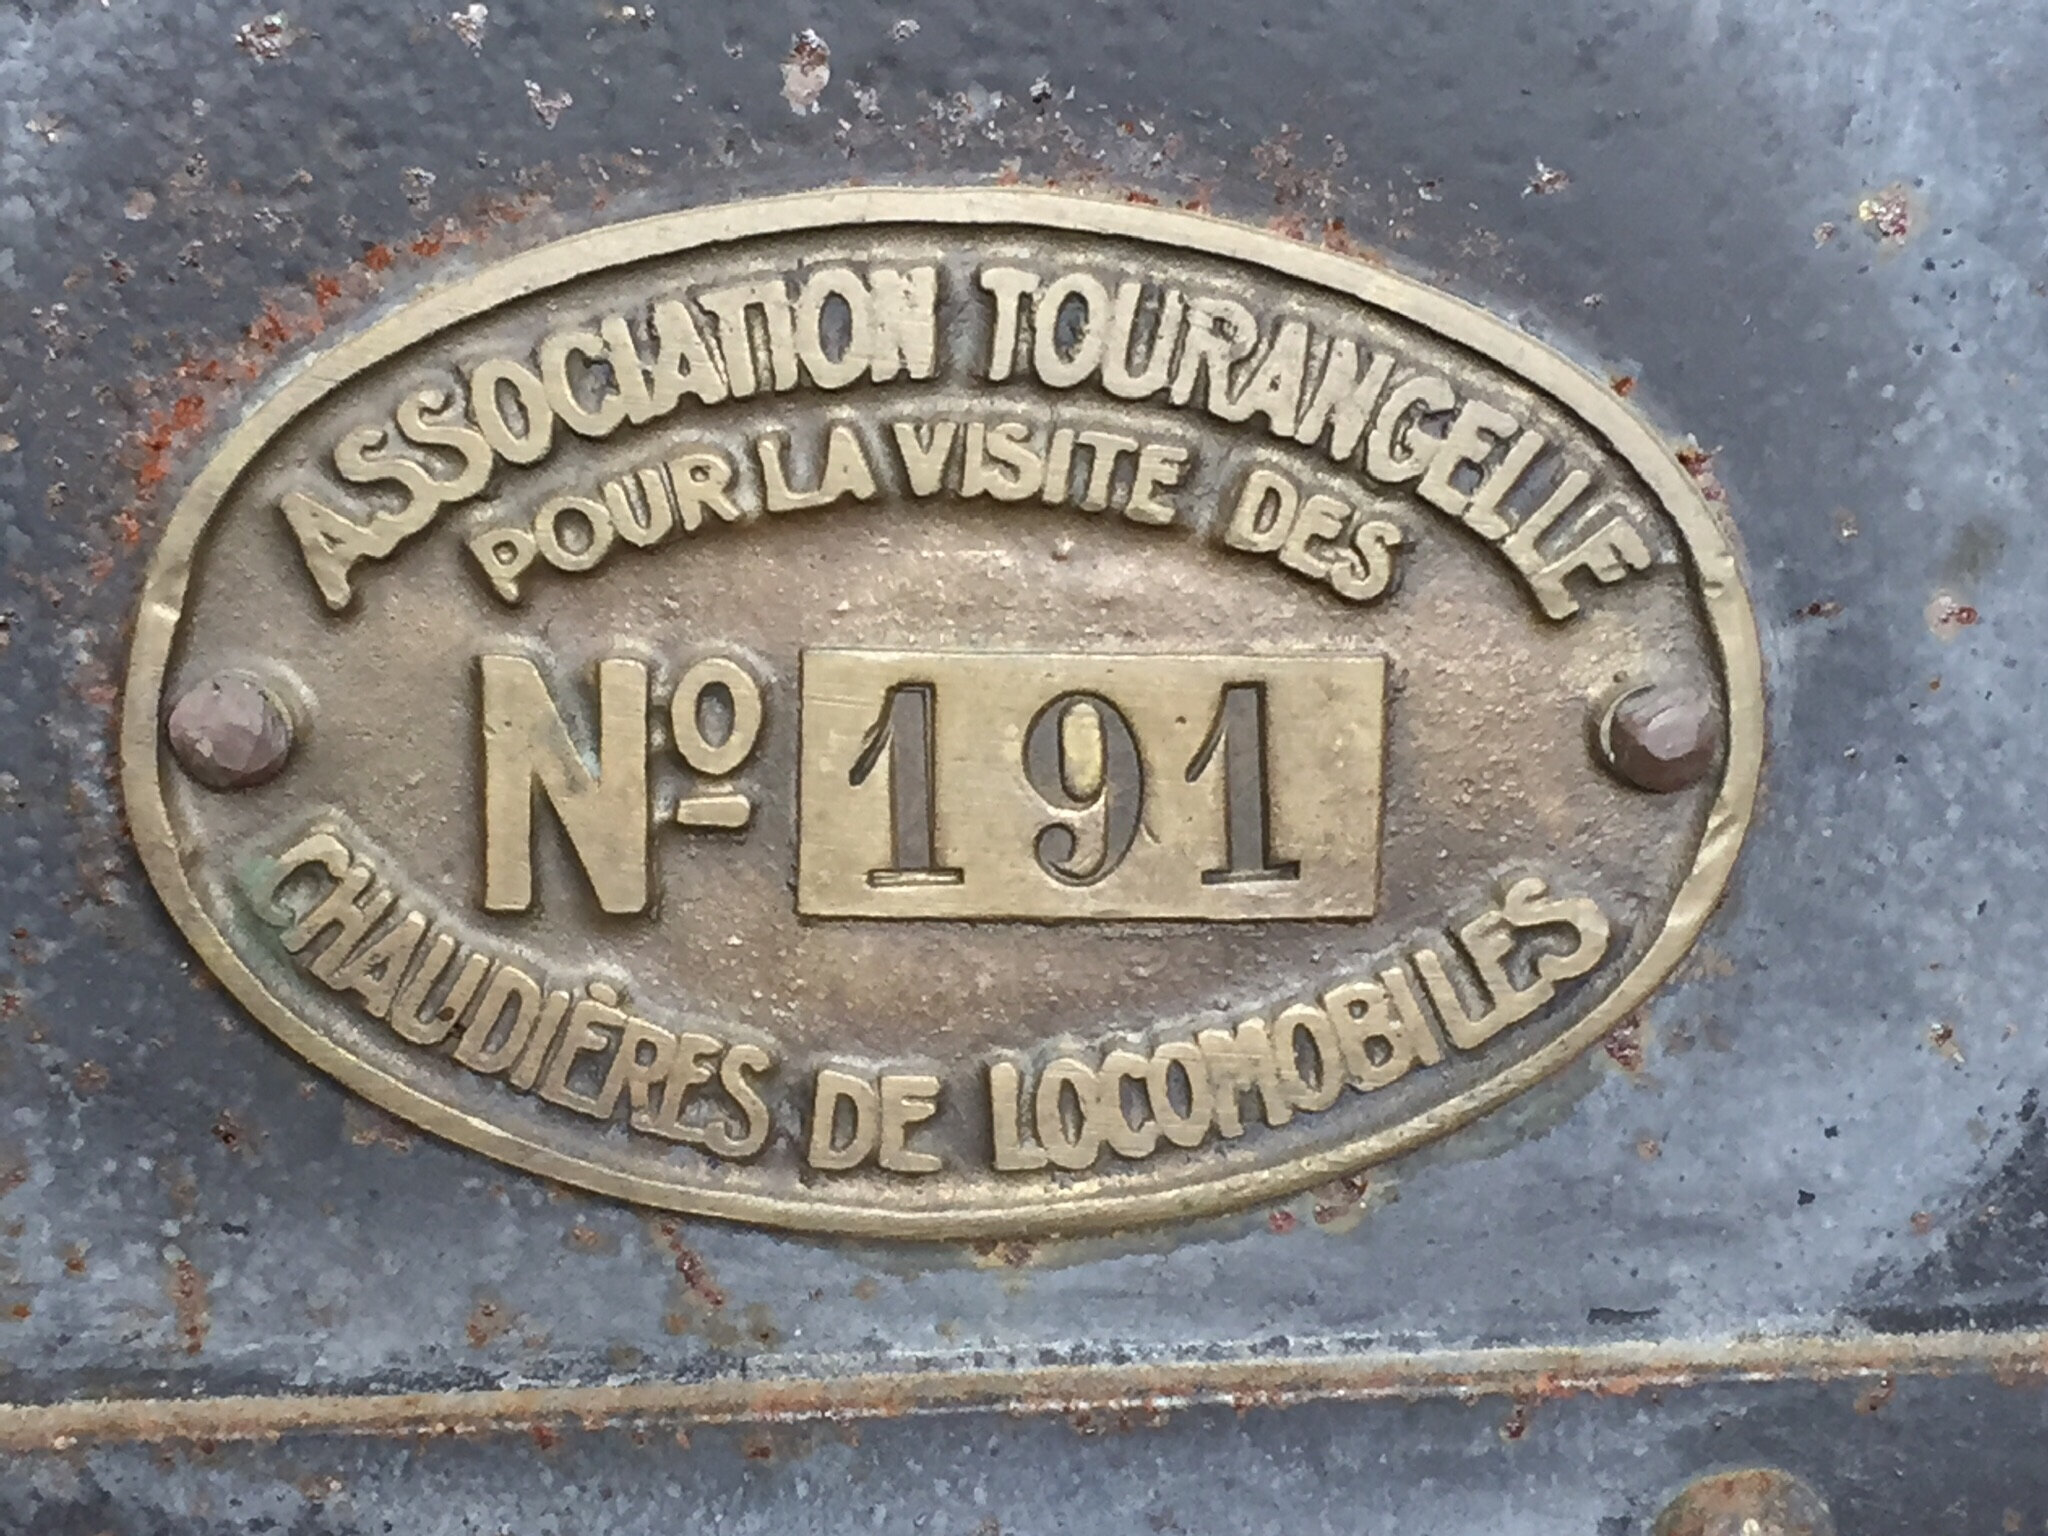 ASSOCIATION TOURANGELLE
POUR LA VISITE DES
Nº 191
CHAUDIÈRES DE LOCOMOBILES